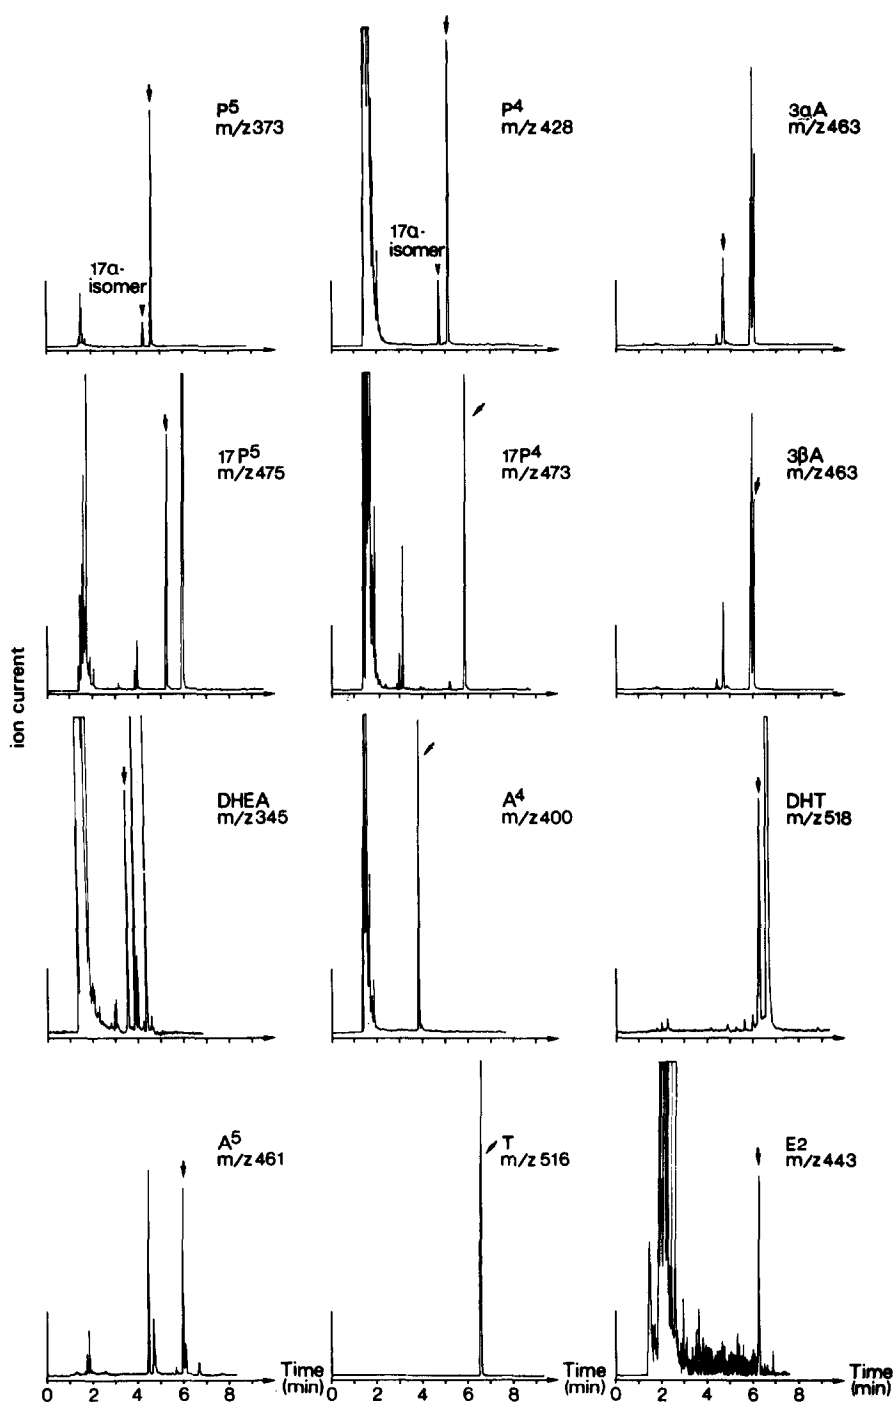 P5
m/z 373
17α-
isomer
P4
m/z 428
17α-
isomer
3αA
m/z 463
17P5
m/z 475
17P4
m/z 473
3βA
m/z 463
ion current
DHEA
m/z 345
A4
m/z 400
DHT
m/z 518
A5
m/z 461
T
m/z 516
E2
m/z 443
0 2 4 6 8
Time
(min)
2 4 6 8
Time
(min)
0 2 4 6 8
Time
(min)